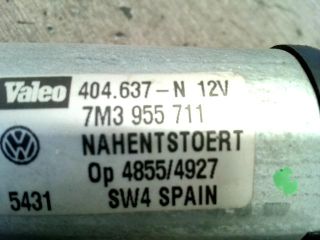 Valeo 404.637-N 12V
7M3 955 711
NAHENTSTOERT
Op 4855/4927
5431 SW4 SPAIN